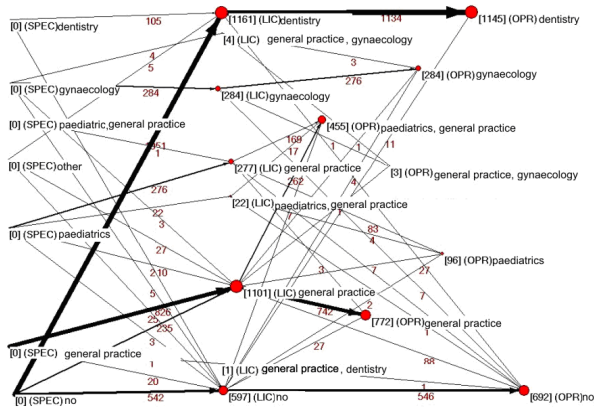 105
[1161] (LIC) dentistry
1134
[1145] (OPR) dentistry
[0] (SPEC) dentistry
[4] (LIC) general practice, gynaecology
4
5
3
[284] (OPR) gynaecology
276
[0] (SPEC) gynaecology
284
[284] (LIC) gynaecology
[0] (SPEC) paediatric, general practice
[455] (OPR) paediatrics, general practice
169
17
1
1
11
1
[0] (SPEC) other
[277] (LIC) general practice
262
4
[3] (OPR) general practice, gynaecology
276
[22] (LIC) paediatrics, general practice
22
3
7
1
83
4
[0] (SPEC) paediatrics
27
[96] (OPR) paediatrics
3
7
27
5
[1101] (LIC) general practice
7
826
25
235
742
2
[772] (OPR) general practice
1
3
27
[0] (SPEC) general practice
1
[1] (LIC) general practice, dentistry
88
20
1
[0] (SPEC) no
542
[597] (LIC) no
546
[692] (OPR) no